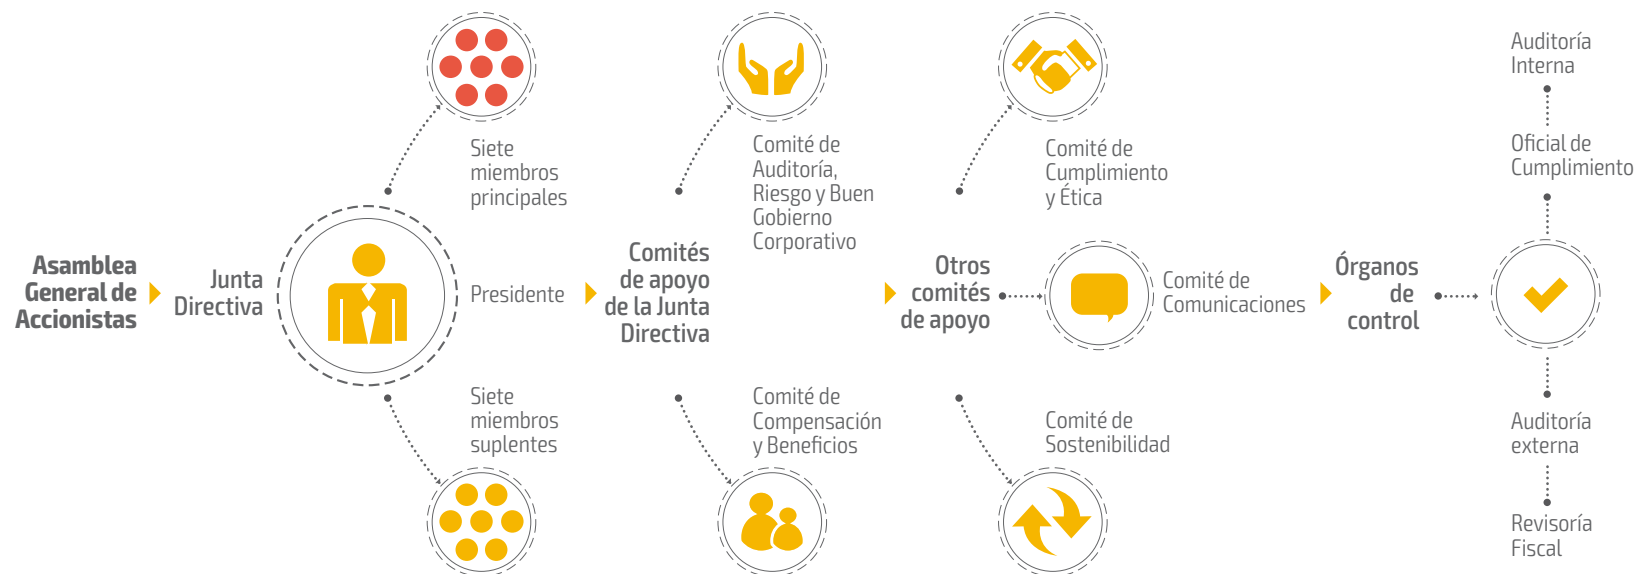 Asamblea
General de
Accionistas
Junta
Directiva
Siete
miembros
principales
Presidente
Siete
miembros
suplentes
Comités
de apoyo
de la Junta
Directiva
Comité de
Auditoría,
Riesgo y Buen
Gobierno
Corporativo
Comité de
Compensación
y Beneficios
Otros
comités
de apoyo
Comité de
Cumplimiento
y Ética
Comité de
Comunicaciones
Comité de
Sostenibilidad
Órganos
de
control
Auditoría
Interna
Oficial de
Cumplimiento
Auditoría
externa
Revisoría
Fiscal